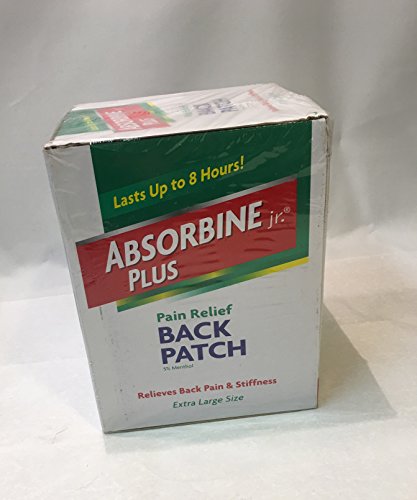 Lasts Up to 8 Hours!
ABSORBINE jr.®
PLUS
Pain Relief
BACK
PATCH
5% Menthol
Relieves Back Pain & Stiffness
Extra Large Size